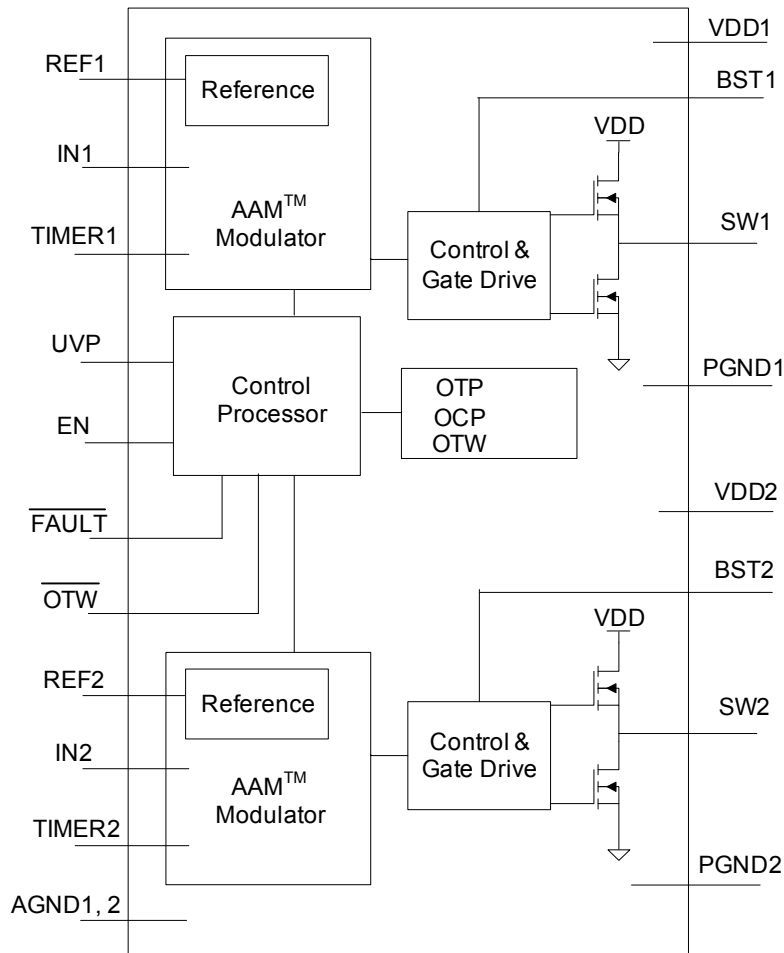 VDD1
REF1
Reference
BST1
VDD
IN1
AAM™
Modulator
TIMER1
Control &
Gate Drive
SW1
UVP
Control
Processor
EN
OTP
OCP
OTW
PGND1
FAULT
VDD2
OTW
BST2
VDD
REF2
Reference
IN2
AAM™
Modulator
TIMER2
Control &
Gate Drive
SW2
PGND2
AGND1, 2